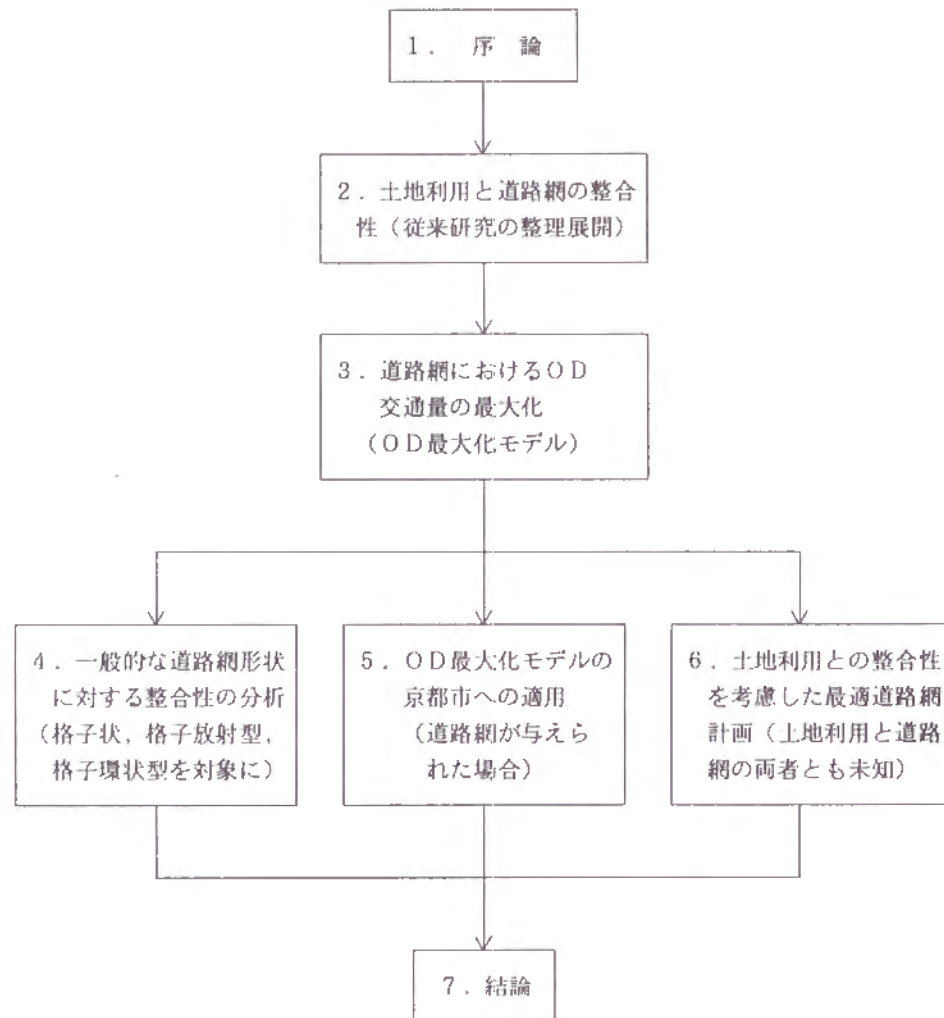 1． 序 論
2．土地利用と道路網の整合
性（従来研究の整理展開）
3．道路網におけるＯＤ
交通量の最大化
（ＯＤ最大化モデル）
4．一般的な道路網形状
に対する整合性の分析
（格子状，格子放射型，
格子環状型を対象に）
5．ＯＤ最大化モデルの
京都市への適用
（道路網が与えら
れた場合）
6．土地利用との整合性
を考慮した最適道路網
計画（土地利用と道路
網の両者とも未知）
7．結論